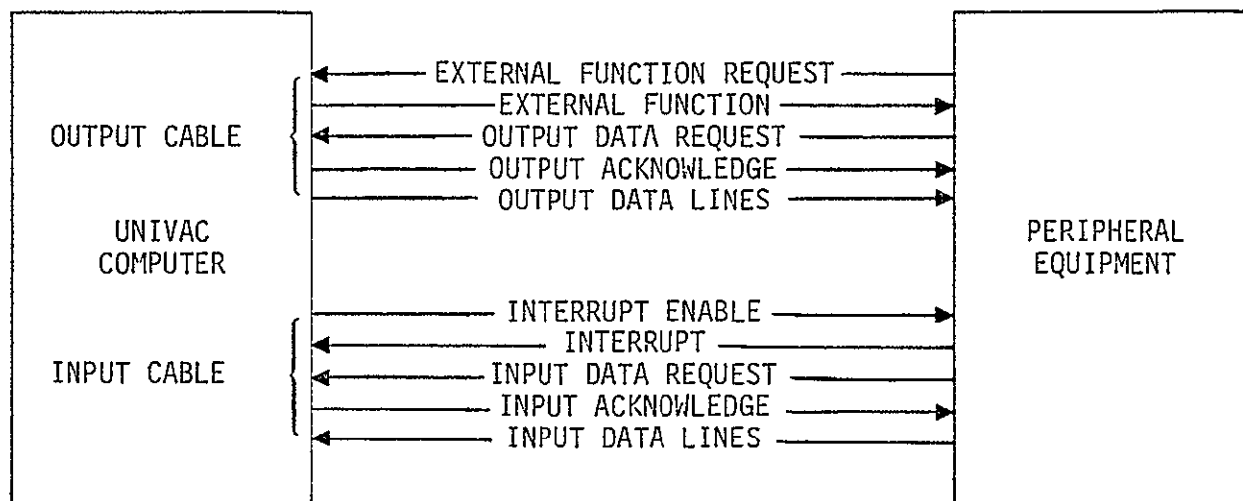 EXTERNAL FUNCTION REQUEST
EXTERNAL FUNCTION
OUTPUT CABLE
OUTPUT DATA REQUEST
OUTPUT ACKNOWLEDGE
OUTPUT DATA LINES
UNIVAC
COMPUTER
PERIPHERAL
EQUIPMENT
INTERRUPT ENABLE
INTERRUPT
INPUT CABLE
INPUT DATA REQUEST
INPUT ACKNOWLEDGE
INPUT DATA LINES